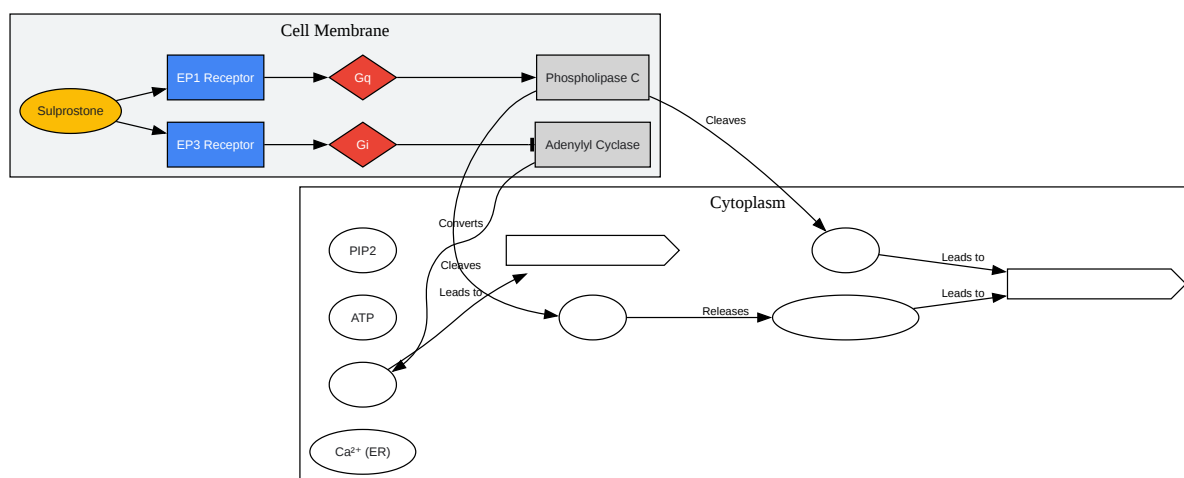 Cell Membrane
EP1 Receptor
Gq
Phospholipase C
Sulprostone
Cleaves
EP3 Receptor
Gi
Adenylyl Cyclase
Cytoplasm
Converts
PIP2
Leads to
Cleaves
Leads to
Leads to
ATP
Releases
Ca²⁺ (ER)